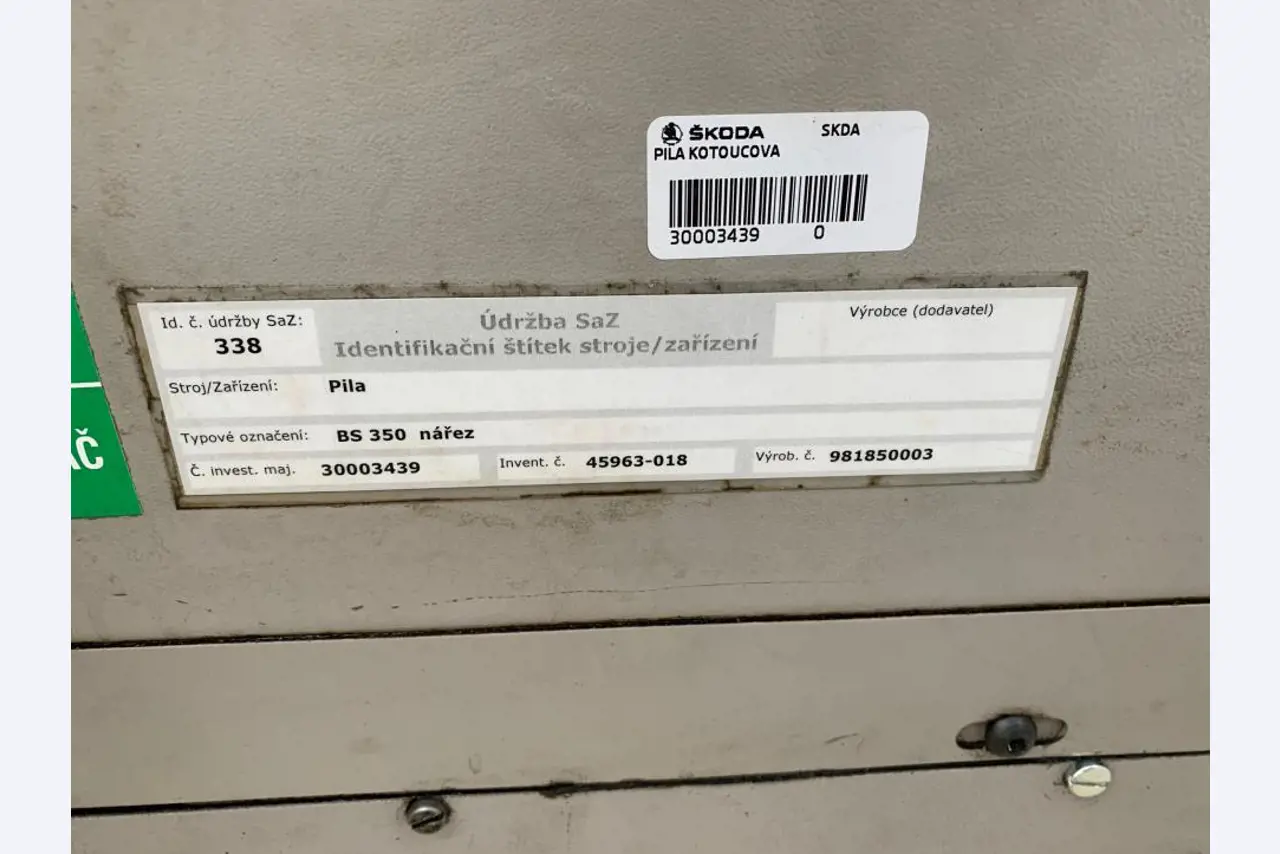 ŠKODA SKDA
PILA KOTOUCOVA
30003439 0
Id. č. údržby SaZ:
338
Údržba SaZ
Identifikační štítek stroje/zařízení
Výrobce (dodavatel)
Stroj/Zařízení: Pila
Typové označení: BS 350 nářez
Č. invest. maj. 30003439 Invent. č. 45963-018 Výrob. č. 981850003